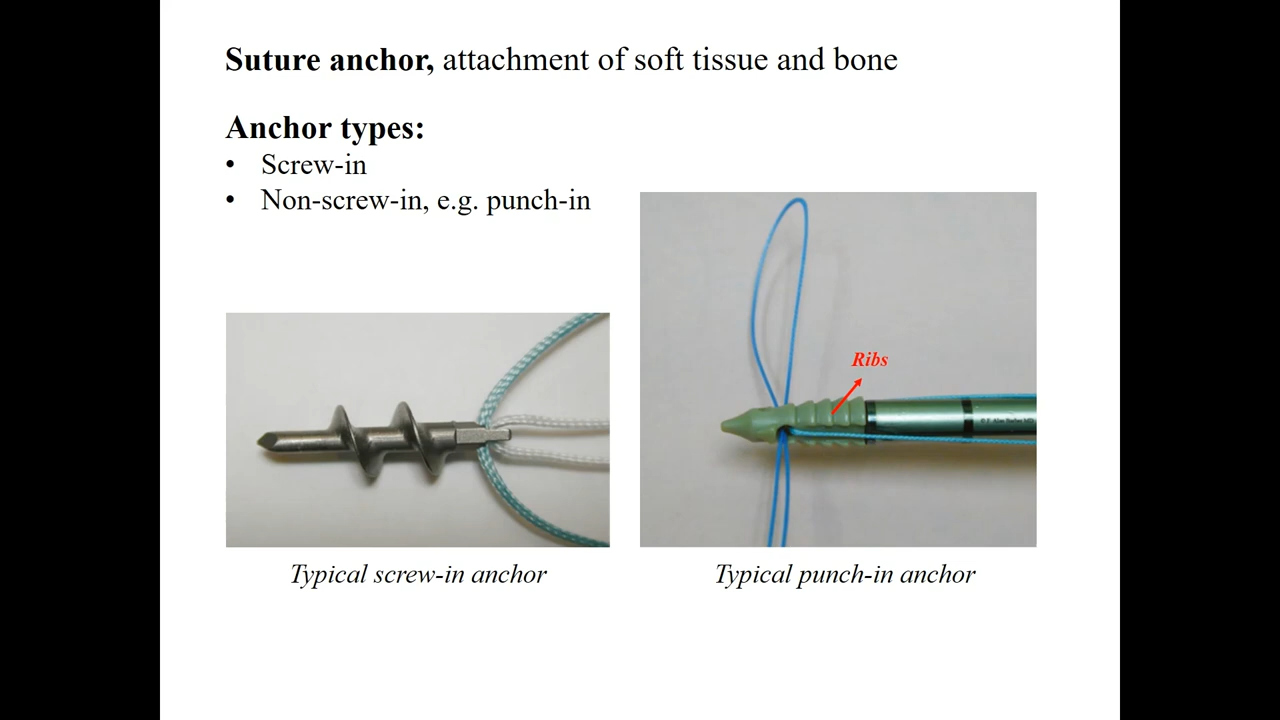 Suture anchor, attachment of soft tissue and bone
Anchor types:
• Screw-in
• Non-screw-in, e.g. punch-in
Ribs
Typical screw-in anchor
Typical punch-in anchor